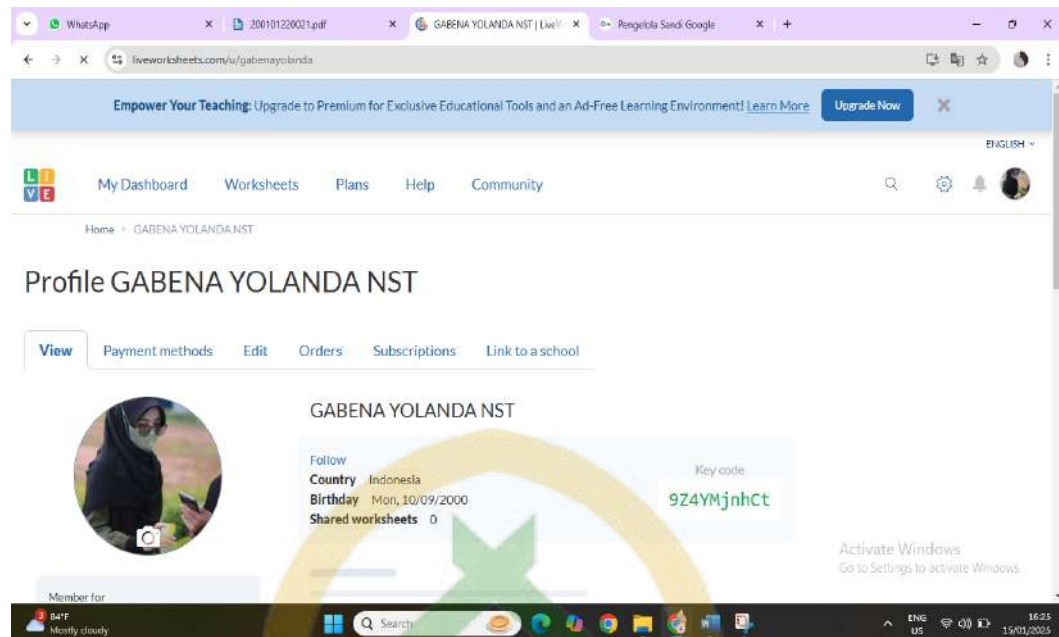 WhatsApp
200101220021.pdf
GABENA YOLANDA NST | Live
Pengelola Sandi Google
liveworksheets.com/u/gabenayolanda
Empower Your Teaching: Upgrade to Premium for Exclusive Educational Tools and an Ad-Free Learning Environment! Learn More
Upgrade Now
ENGLISH
LIVE
My Dashboard Worksheets Plans Help Community
Home > GABENA YOLANDA NST
Profile GABENA YOLANDA NST
View Payment methods Edit Orders Subscriptions Link to a school
GABENA YOLANDA NST
Follow
Country Indonesia
Birthday Mon, 10/09/2000
Shared worksheets 0
Key code
9Z4YMjnhCt
Activate Windows
Go to Settings to activate Windows.
Member for
3
84°F
Mostly cloudy
Search
ENG
US
16:25
15/01/2025